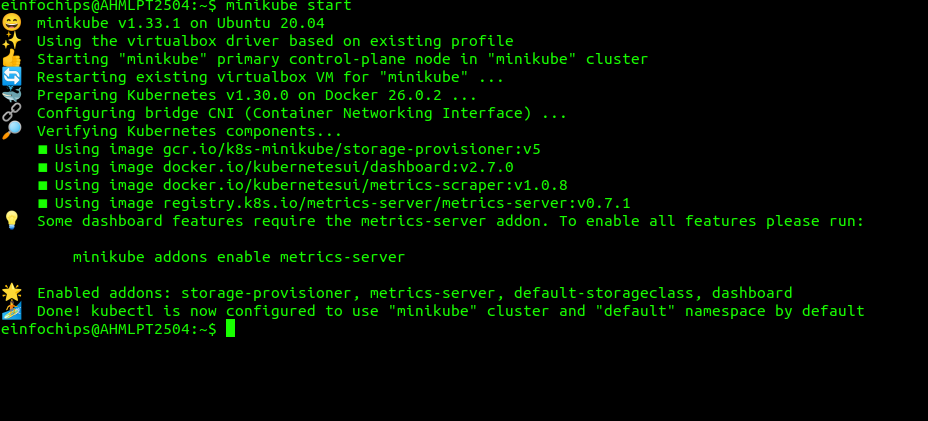 einfochips@AHMLPT2504:~$ minikube start
😄 minikube v1.33.1 on Ubuntu 20.04
✨ Using the virtualbox driver based on existing profile
👍 Starting "minikube" primary control-plane node in "minikube" cluster
🔄 Restarting existing virtualbox VM for "minikube" ...
🐳 Preparing Kubernetes v1.30.0 on Docker 26.0.2 ...
🔗 Configuring bridge CNI (Container Networking Interface) ...
🔎 Verifying Kubernetes components...
■ Using image gcr.io/k8s-minikube/storage-provisioner:v5
■ Using image docker.io/kubernetesui/dashboard:v2.7.0
■ Using image docker.io/kubernetesui/metrics-scraper:v1.0.8
■ Using image registry.k8s.io/metrics-server/metrics-server:v0.7.1
💡 Some dashboard features require the metrics-server addon. To enable all features please run:
minikube addons enable metrics-server
🌟 Enabled addons: storage-provisioner, metrics-server, default-storageclass, dashboard
🏄 Done! kubectl is now configured to use "minikube" cluster and "default" namespace by default
einfochips@AHMLPT2504:~$